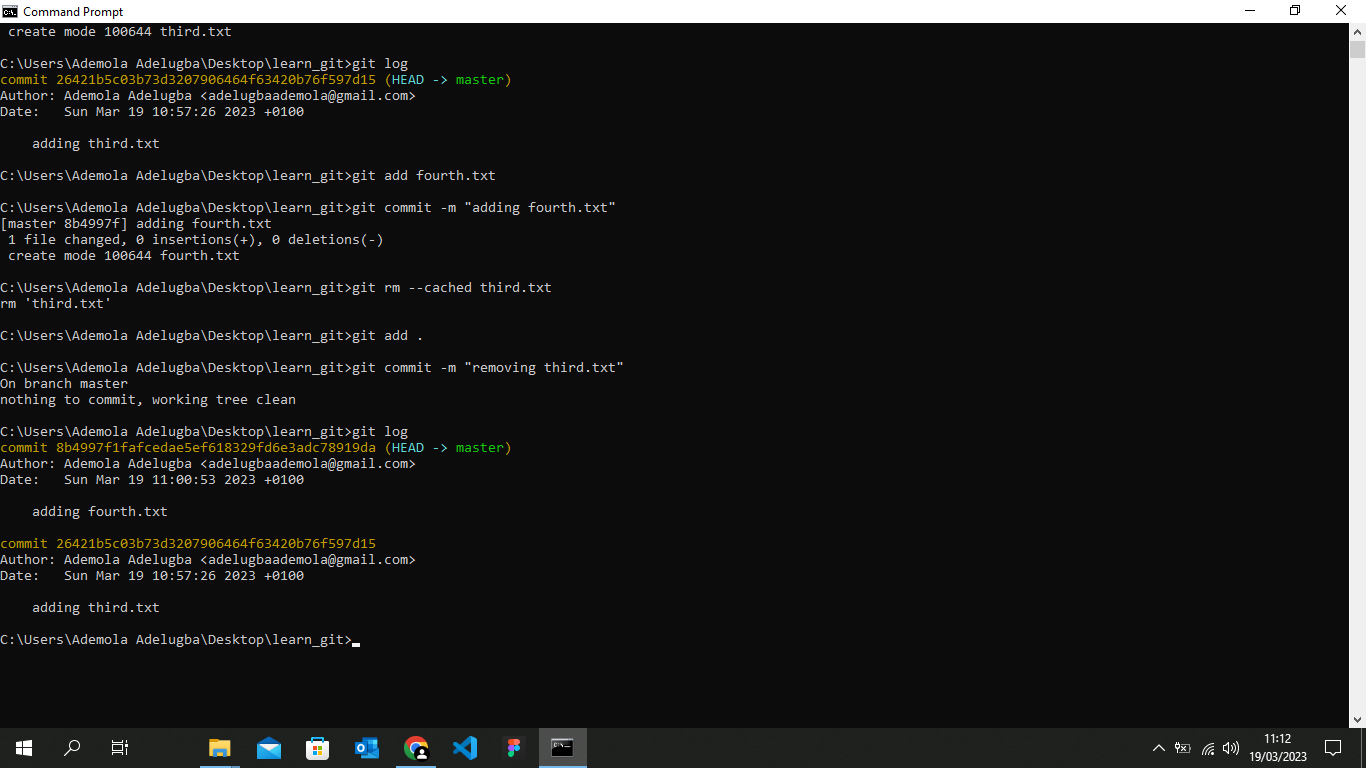 Command Prompt
create mode 100644 third.txt
C:\Users\Ademola Adelugba\Desktop\learn_git>git log
commit 26421b5c03b73d3207906464f63420b76f597d15 (HEAD -> master)
Author: Ademola Adelugba <adelugbaademola@gmail.com>
Date:   Sun Mar 19 10:57:26 2023 +0100
adding third.txt
C:\Users\Ademola Adelugba\Desktop\learn_git>git add fourth.txt
C:\Users\Ademola Adelugba\Desktop\learn_git>git commit -m "adding fourth.txt"
[master 8b4997f] adding fourth.txt
1 file changed, 0 insertions(+), 0 deletions(-)
create mode 100644 fourth.txt
C:\Users\Ademola Adelugba\Desktop\learn_git>git rm --cached third.txt
rm 'third.txt'
C:\Users\Ademola Adelugba\Desktop\learn_git>git add .
C:\Users\Ademola Adelugba\Desktop\learn_git>git commit -m "removing third.txt"
On branch master
nothing to commit, working tree clean
C:\Users\Ademola Adelugba\Desktop\learn_git>git log
commit 8b4997f1fafcedae5ef618329fd6e3adc78919da (HEAD -> master)
Author: Ademola Adelugba <adelugbaademola@gmail.com>
Date:   Sun Mar 19 11:00:53 2023 +0100
adding fourth.txt
commit 26421b5c03b73d3207906464f63420b76f597d15
Author: Ademola Adelugba <adelugbaademola@gmail.com>
Date:   Sun Mar 19 10:57:26 2023 +0100
adding third.txt
C:\Users\Ademola Adelugba\Desktop\learn_git>
11:12
19/03/2023